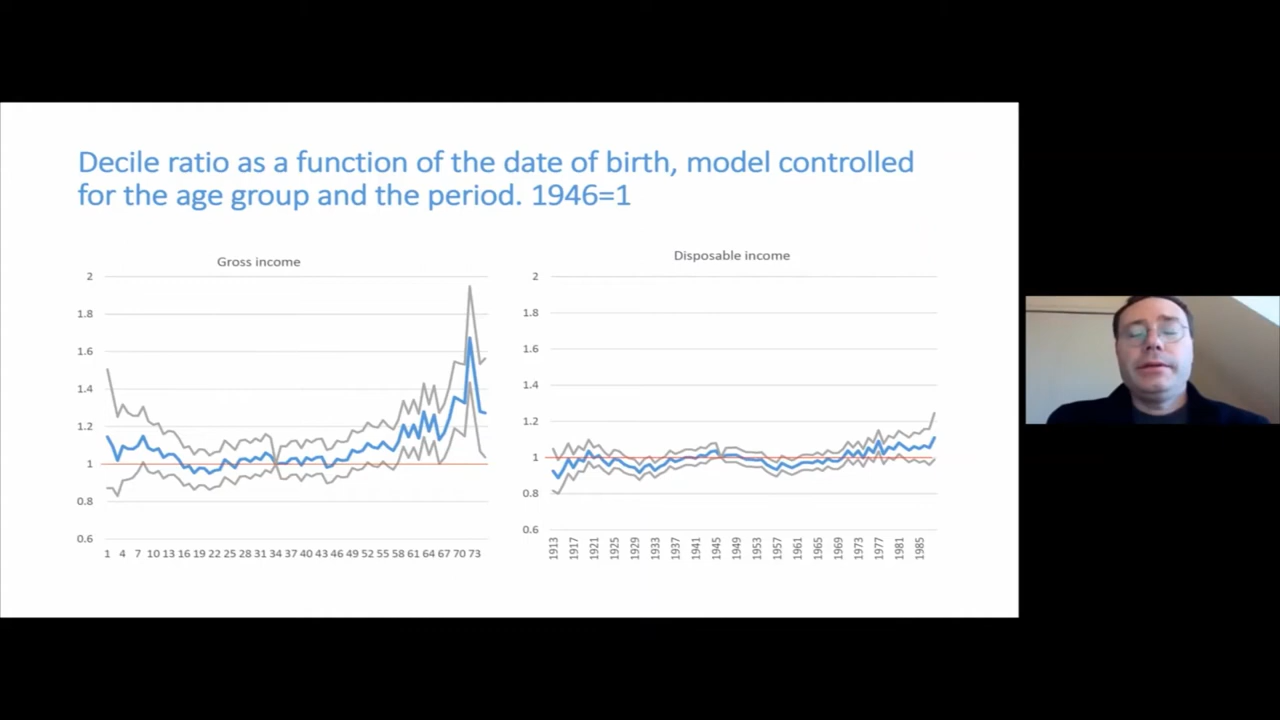 Decile ratio as a function of the date of birth, model controlled
for the age group and the period. 1946=1
Gross income
2
1.8
1.6
1.4
1.2
1
0.8
0.6
1 4 7 10 13 16 19 22 25 28 31 34 37 40 43 46 49 52 55 58 61 64 67 70 73
Disposable income
2
1.8
1.6
1.4
1.2
1
0.8
0.6
1913 1917 1921 1925 1929 1933 1937 1941 1945 1949 1953 1957 1961 1965 1969 1973 1977 1981 1985